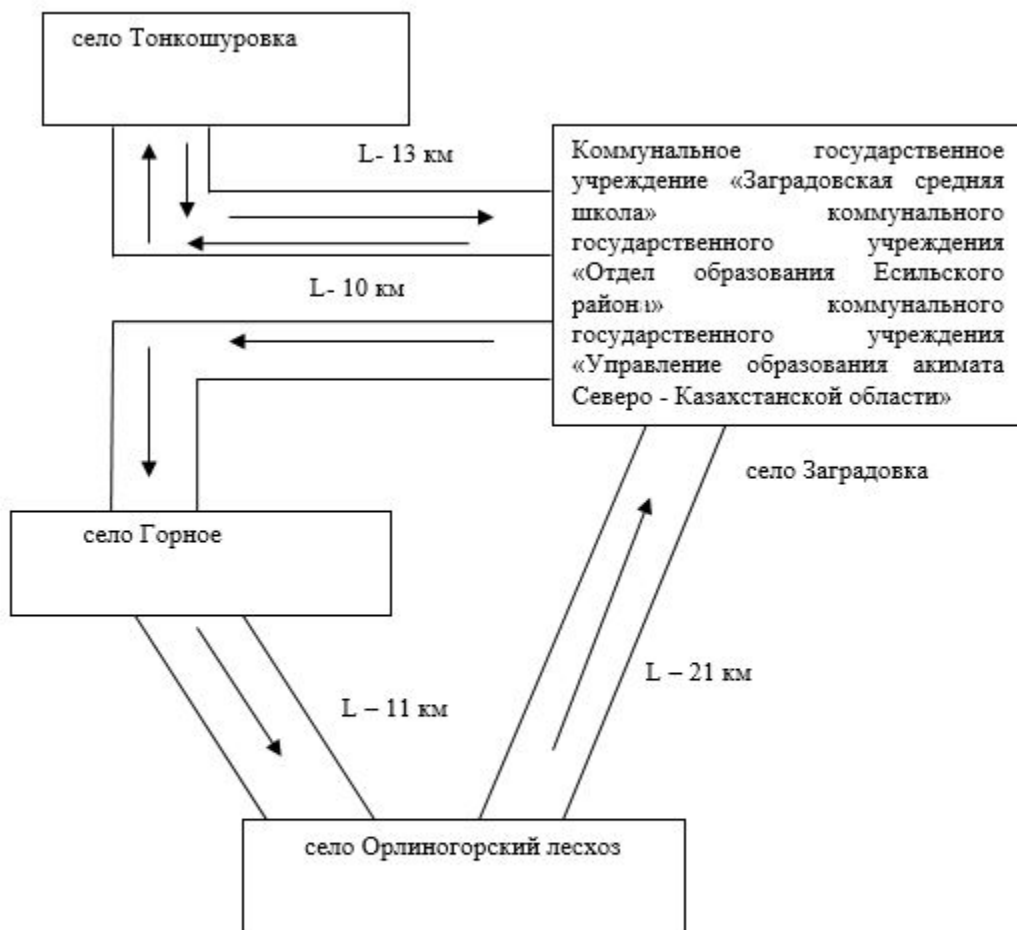 село Тонкошуровка
L- 13 км
Коммунальное государственное
учреждение «Заградовская средняя
школа» коммунального
государственного учреждения
«Отдел образования Есильского
района» коммунального
государственного учреждения
«Управление образования акимата
Северо - Казахстанской области»
L- 10 км
село Заградовка
село Горное
L – 21 км
L – 11 км
село Орлиногорский лесхоз